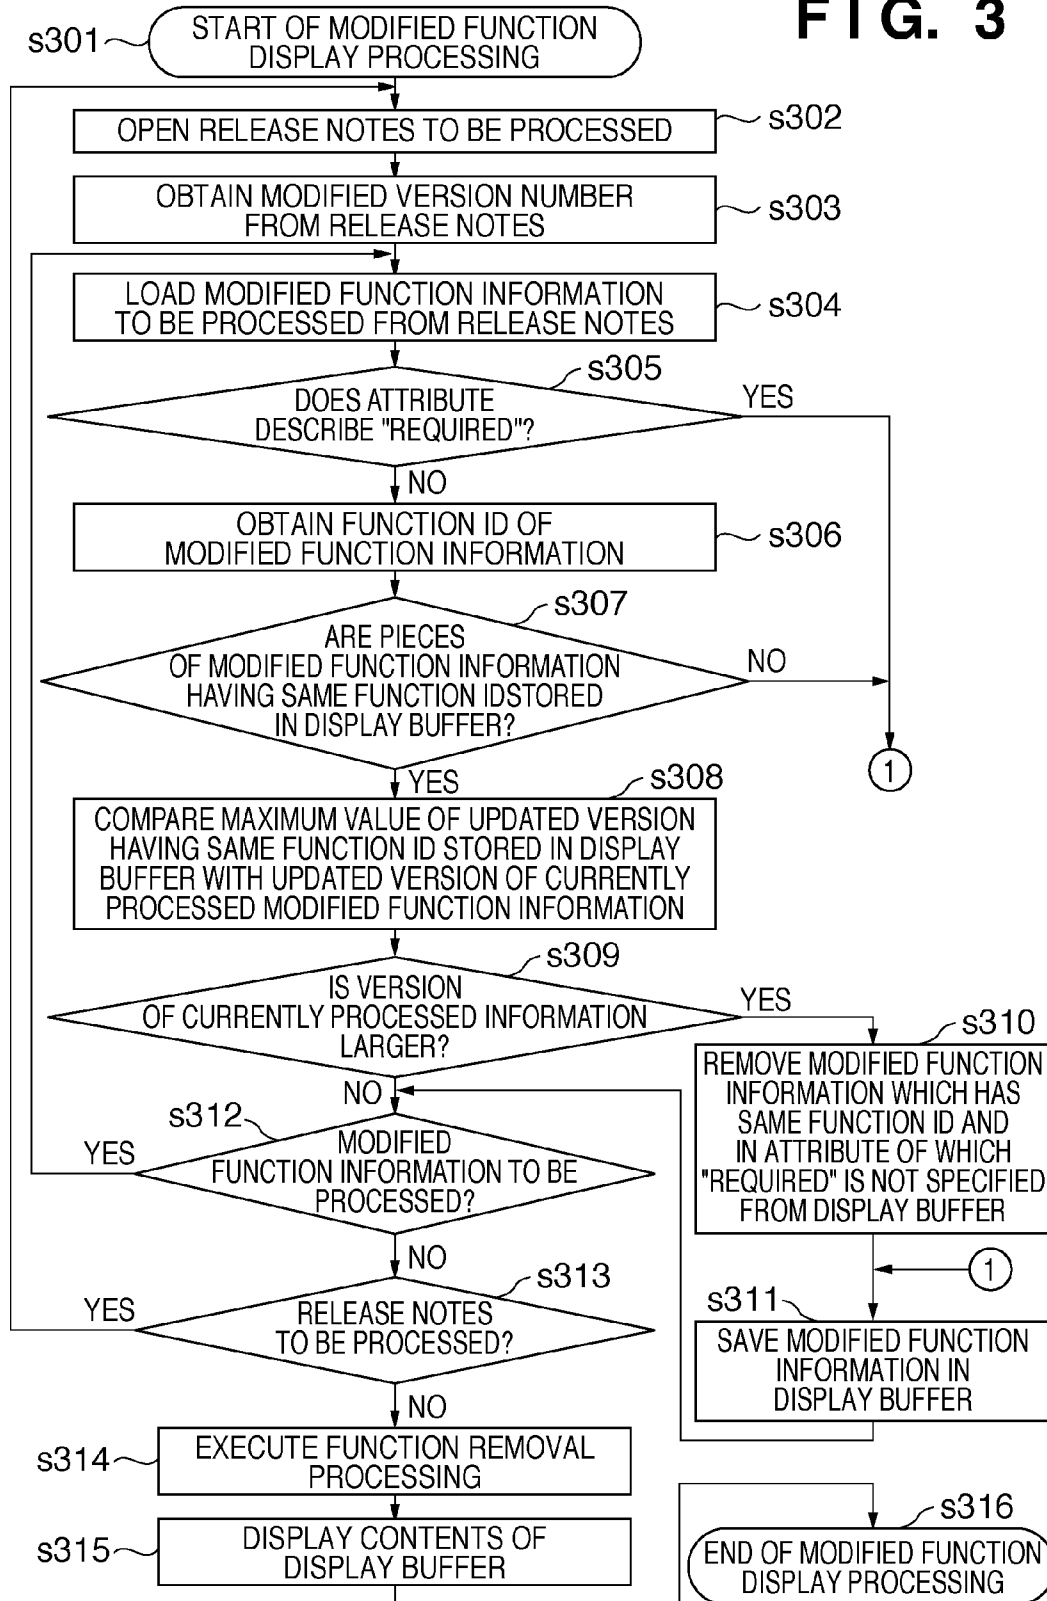 FIG. 3
s301
START OF MODIFIED FUNCTION
DISPLAY PROCESSING
OPEN RELEASE NOTES TO BE PROCESSED
s302
OBTAIN MODIFIED VERSION NUMBER
FROM RELEASE NOTES
s303
LOAD MODIFIED FUNCTION INFORMATION
TO BE PROCESSED FROM RELEASE NOTES
s304
s305
DOES ATTRIBUTE
DESCRIBE "REQUIRED"?
YES
NO
OBTAIN FUNCTION ID OF
MODIFIED FUNCTION INFORMATION
s306
s307
ARE PIECES
OF MODIFIED FUNCTION INFORMATION
HAVING SAME FUNCTION IDSTORED
IN DISPLAY BUFFER?
NO
1
YES
s308
COMPARE MAXIMUM VALUE OF UPDATED VERSION
HAVING SAME FUNCTION ID STORED IN DISPLAY
BUFFER WITH UPDATED VERSION OF CURRENTLY
PROCESSED MODIFIED FUNCTION INFORMATION
s309
IS VERSION
OF CURRENTLY PROCESSED INFORMATION
LARGER?
YES
NO
s310
REMOVE MODIFIED FUNCTION
INFORMATION WHICH HAS
SAME FUNCTION ID AND
IN ATTRIBUTE OF WHICH
"REQUIRED" IS NOT SPECIFIED
FROM DISPLAY BUFFER
1
s311
SAVE MODIFIED FUNCTION
INFORMATION IN
DISPLAY BUFFER
s312
MODIFIED
FUNCTION INFORMATION TO BE
PROCESSED?
YES
NO
s313
RELEASE NOTES
TO BE PROCESSED?
YES
NO
s314
EXECUTE FUNCTION REMOVAL
PROCESSING
s315
DISPLAY CONTENTS OF
DISPLAY BUFFER
s316
END OF MODIFIED FUNCTION
DISPLAY PROCESSING